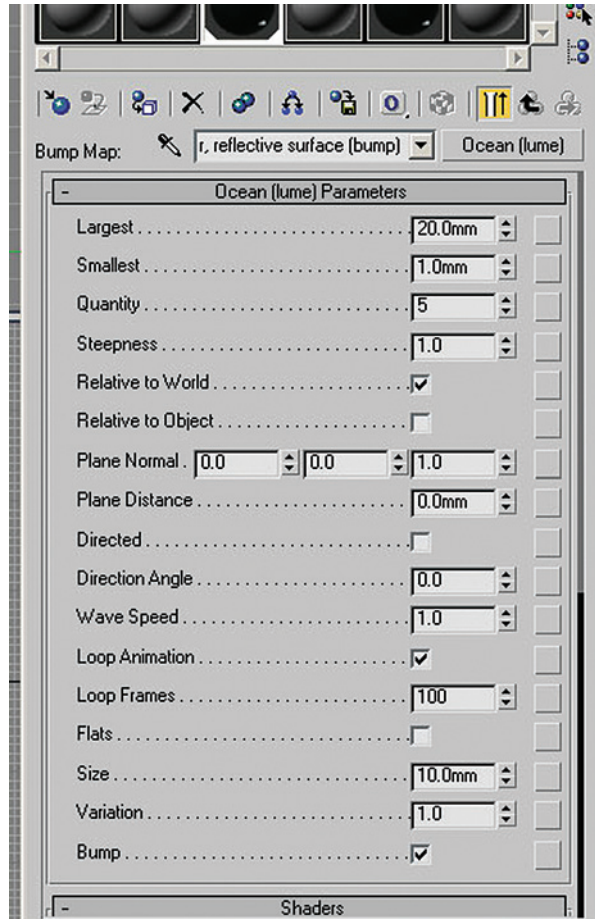 Bump Map: r, reflective surface (bump) Ocean (lume)
- Ocean (lume) Parameters
Largest 20.0mm
Smallest 1.0mm
Quantity 5
Steepness 1.0
Relative to World
Relative to Object
Plane Normal 0.0 0.0 1.0
Plane Distance 0.0mm
Directed
Direction Angle 0.0
Wave Speed 1.0
Loop Animation
Loop Frames 100
Flats
Size 10.0mm
Variation 1.0
Bump
- Shaders